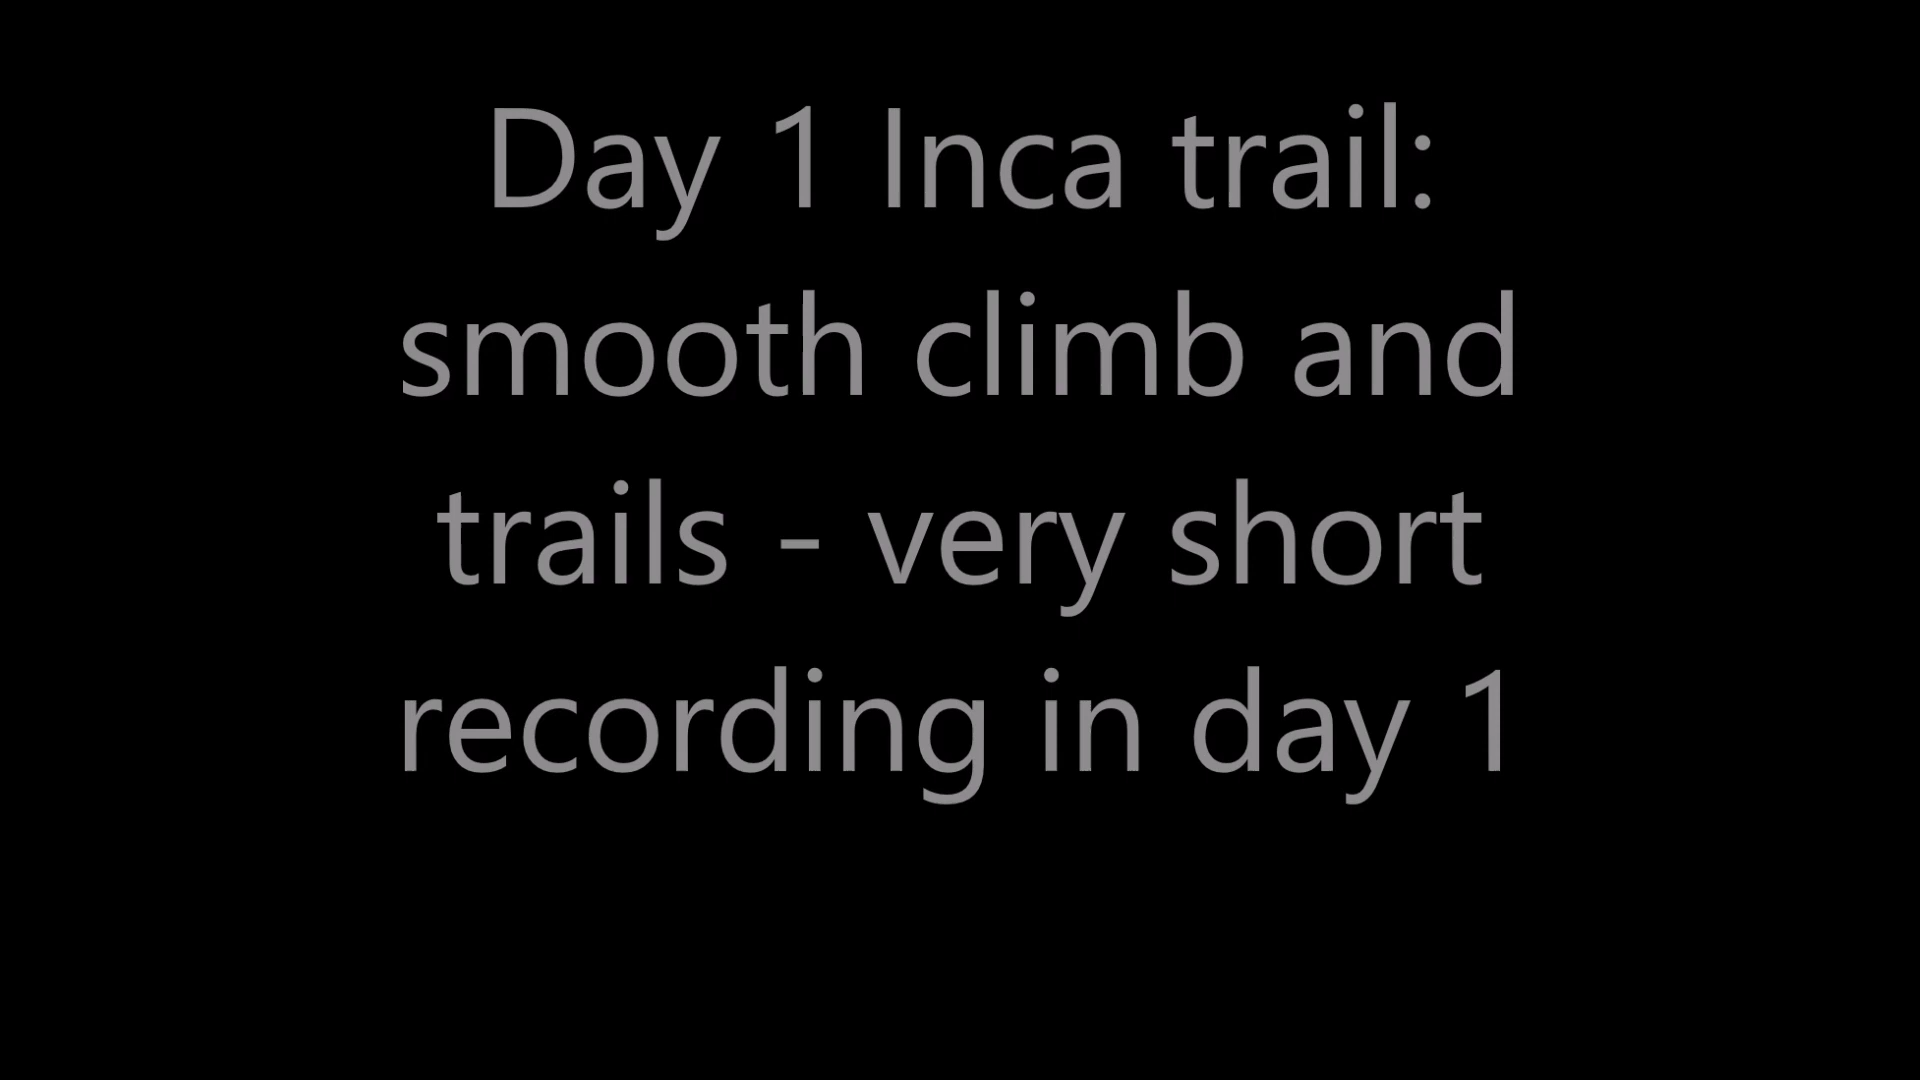 Day 1 Inca trail:
smooth climb and
trails - very short
recording in day 1